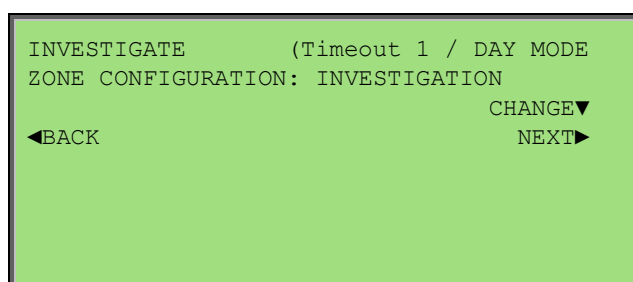 INVESTIGATE (Timeout 1 / DAY MODE
ZONE CONFIGURATION: INVESTIGATION
CHANGE▼
◄BACK NEXT►